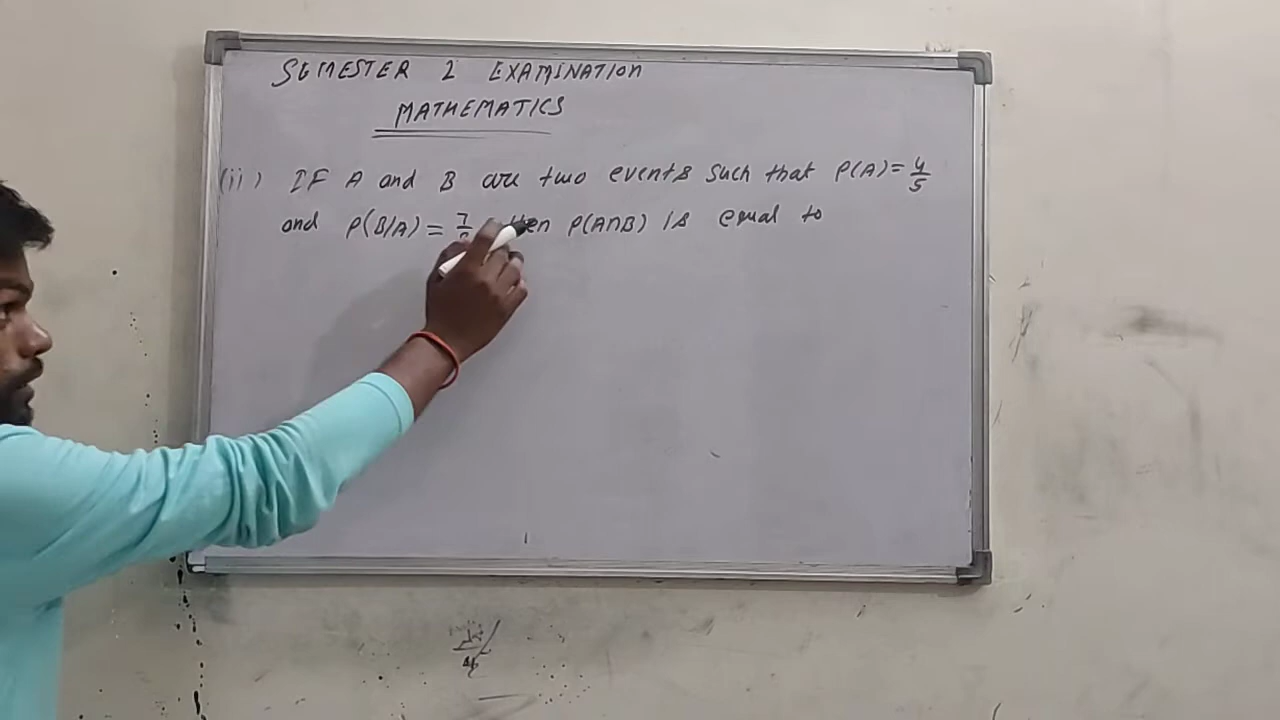 SEMESTER 2 EXAMINATION
MATHEMATICS
(ii) IF A and B are two events such that P(A) = 4/5
and P(B/A) = 7/ then P(A∩B) is equal to